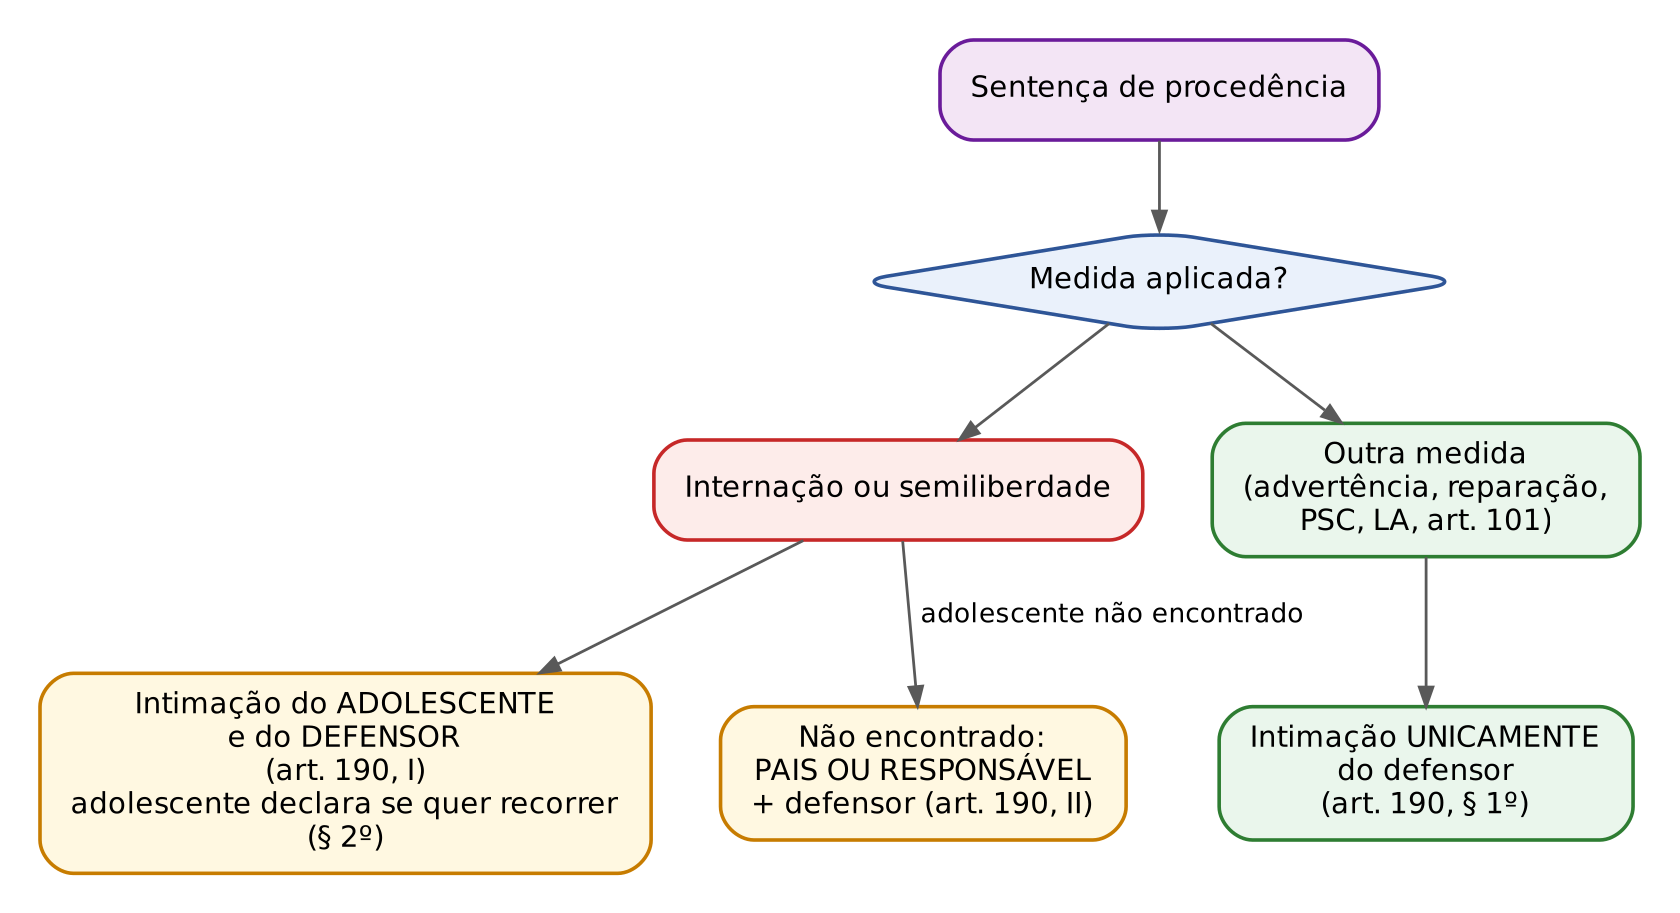 Sentença de procedência
Medida aplicada?
Internação ou semiliberdade
Outra medida
(advertência, reparação,
PSC, LA, art. 101)
adolescente não encontrado
Intimação do ADOLESCENTE
e do DEFENSOR
(art. 190, I)
adolescente declara se quer recorrer
(§ 2º)
Não encontrado:
PAIS OU RESPONSÁVEL
+ defensor (art. 190, II)
Intimação UNICAMENTE
do defensor
(art. 190, § 1º)